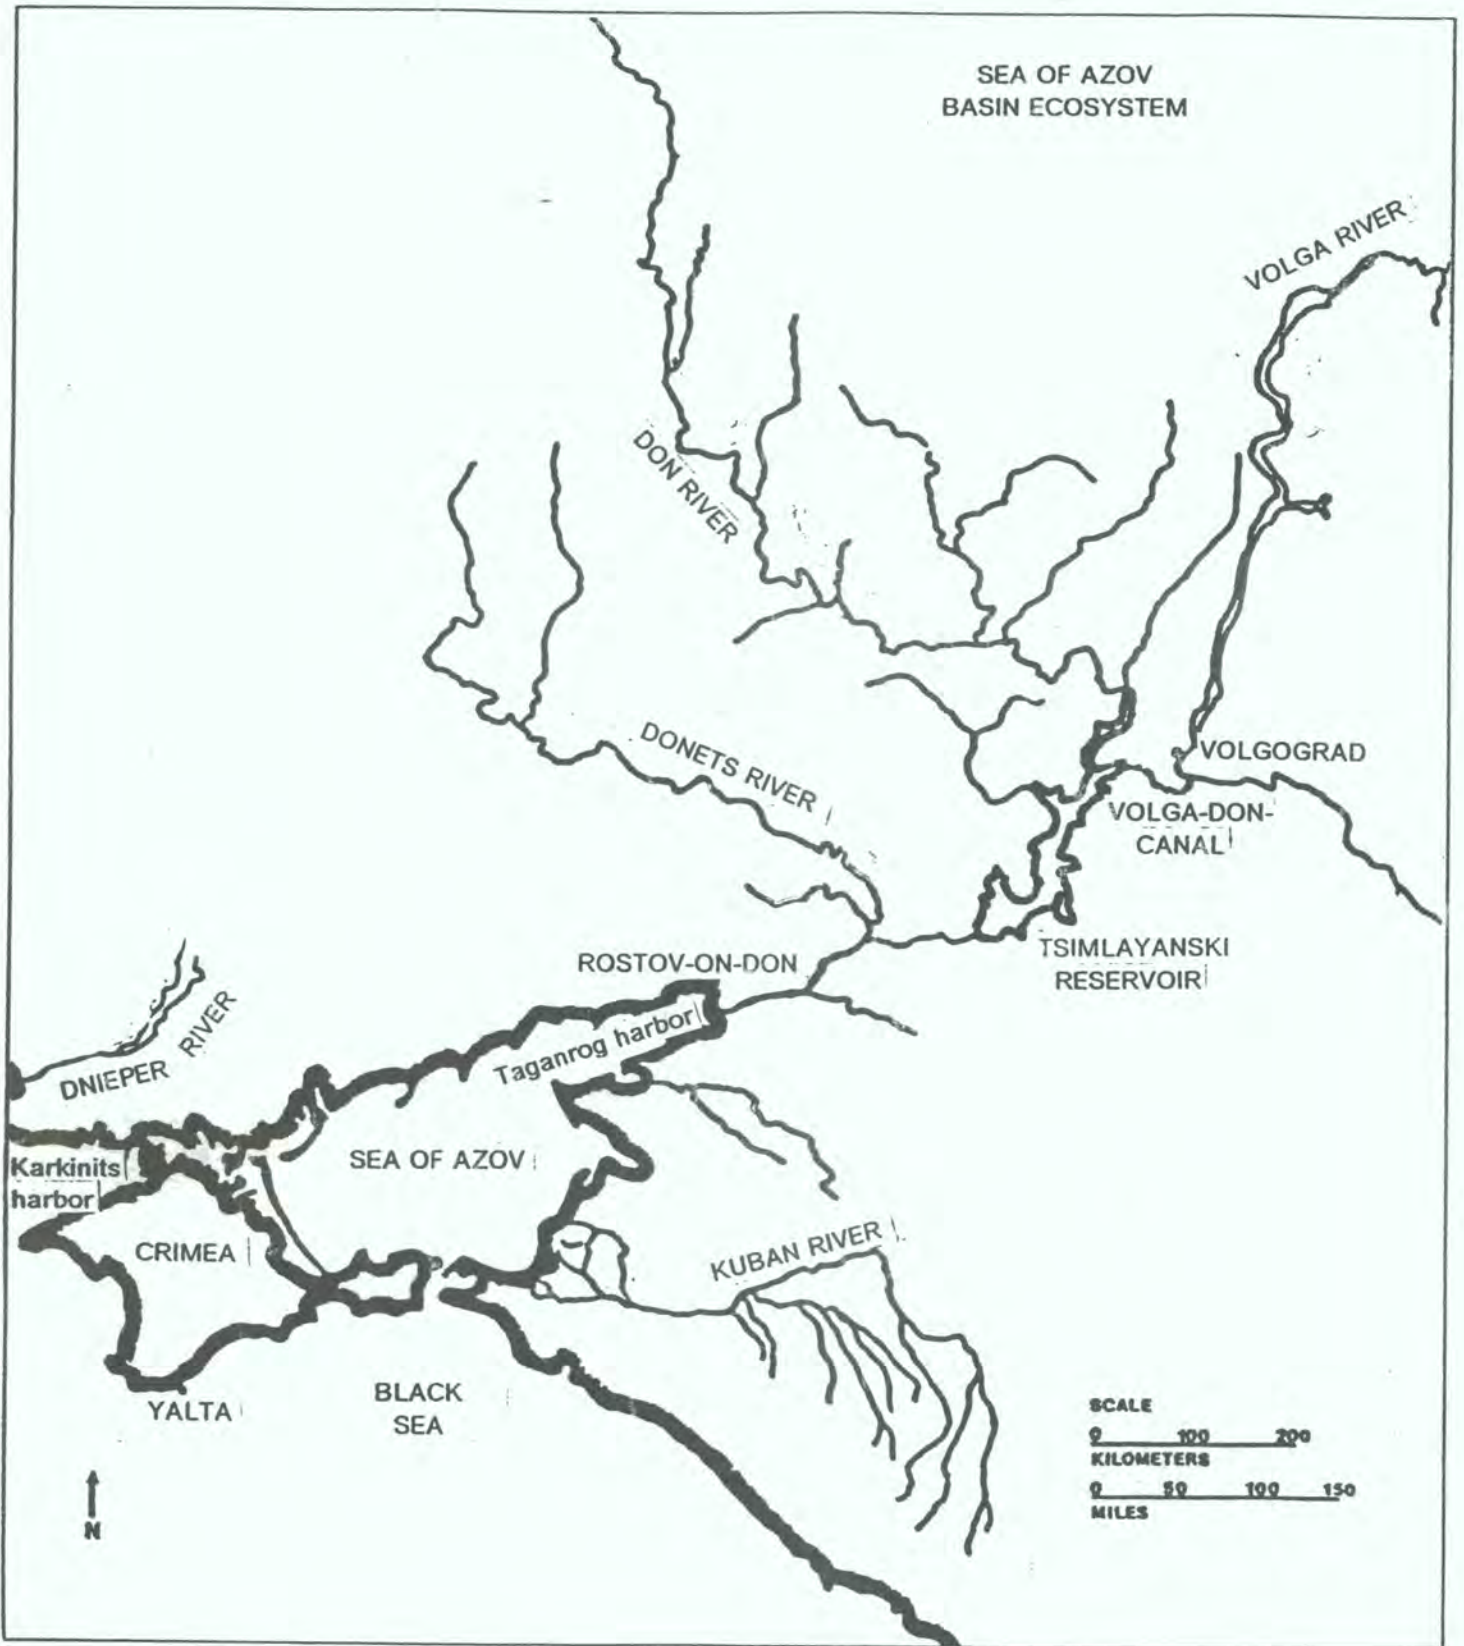 SEA OF AZOV
BASIN ECOSYSTEM
VOLGA RIVER
DON RIVER
DONETS RIVER
VOLGOGRAD
VOLGA-DON-
CANAL
TSIMLAYANSKI
RESERVOIR
ROSTOV-ON-DON
Taganrog harbor
DNIEPER RIVER
SEA OF AZOV
Karkinits
harbor
CRIMEA
KUBAN RIVER
YALTA
BLACK
SEA
SCALE
0 100 200
KILOMETERS
0 50 100 150
MILES
N